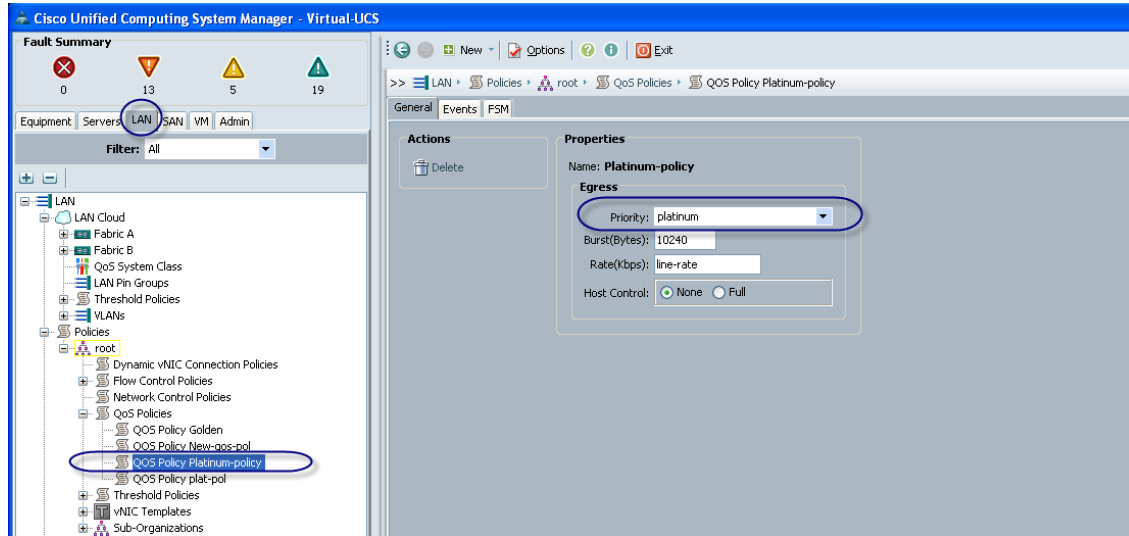 Cisco Unified Computing System Manager - Virtual-UCS
Fault Summary
0 13 5 19
Equipment Servers LAN SAN VM Admin
Filter: All
LAN
LAN Cloud
Fabric A
Fabric B
QoS System Class
LAN Pin Groups
Threshold Policies
VLANs
Policies
root
Dynamic vNIC Connection Policies
Flow Control Policies
Network Control Policies
QoS Policies
QOS Policy Golden
QOS Policy New-qos-pol
QOS Policy Platinum-policy
QOS Policy plat-pol
Threshold Policies
vNIC Templates
Sub-Organizations
New Options Exit
>> LAN Policies root QoS Policies QOS Policy Platinum-policy
General Events FSM
Actions
Delete
Properties
Name: Platinum-policy
Egress
Priority: platinum
Burst(Bytes): 10240
Rate(Kbps): line-rate
Host Control: None Full